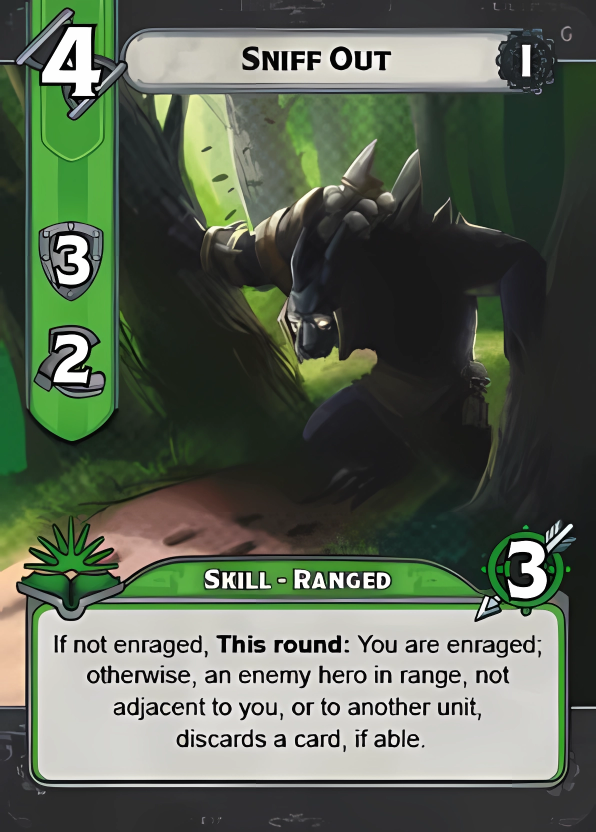 4
SNIFF OUT
I
G
3
2
SKILL - RANGED
3
If not enraged, This round: You are enraged;
otherwise, an enemy hero in range, not
adjacent to you, or to another unit,
discards a card, if able.